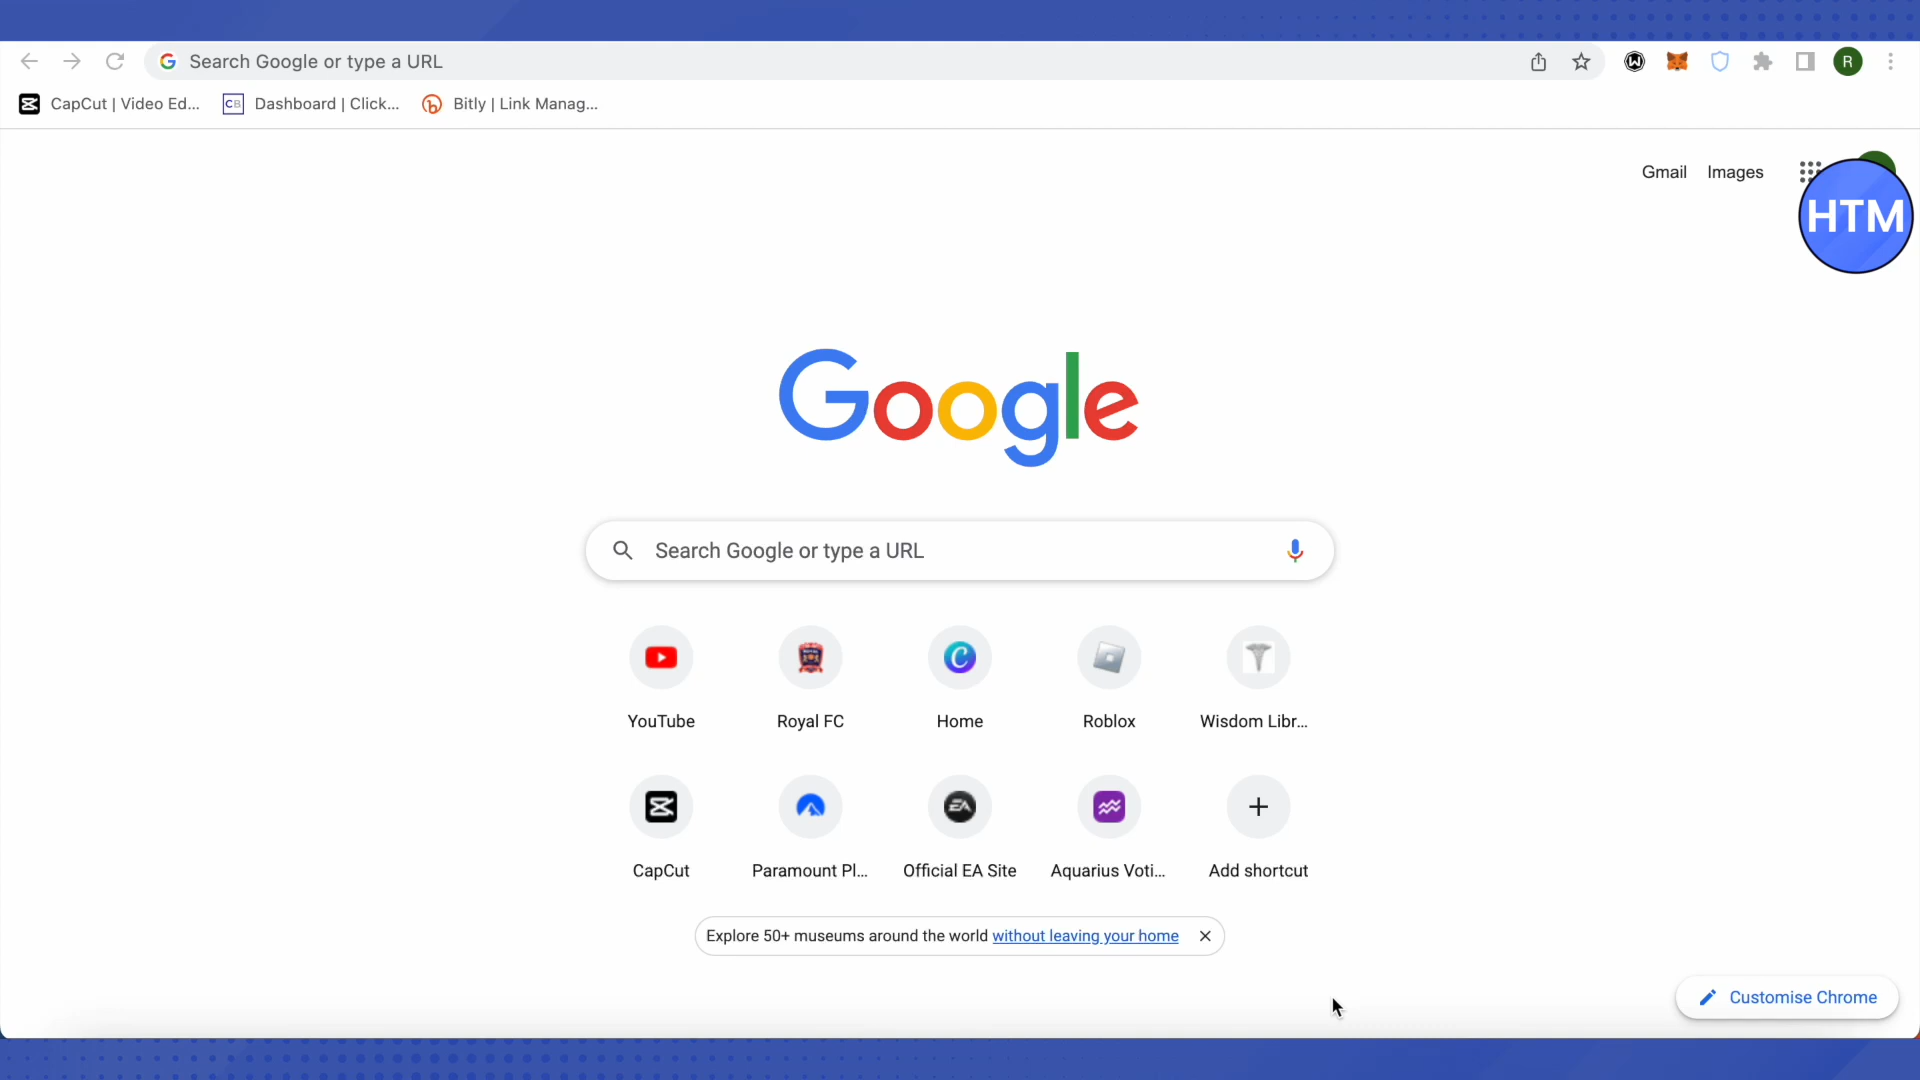 Search Google or type a URL
R
CapCut | Video Ed...
CB
Dashboard | Click...
Bitly | Link Manag...
Gmail
Images
HTM
Google
Search Google or type a URL
YouTube
Royal FC
Home
Roblox
Wisdom Libr...
EA
CapCut
Paramount Pl...
Official EA Site
Aquarius Voti...
Add shortcut
Explore 50+ museums around the world without leaving your home
Customise Chrome